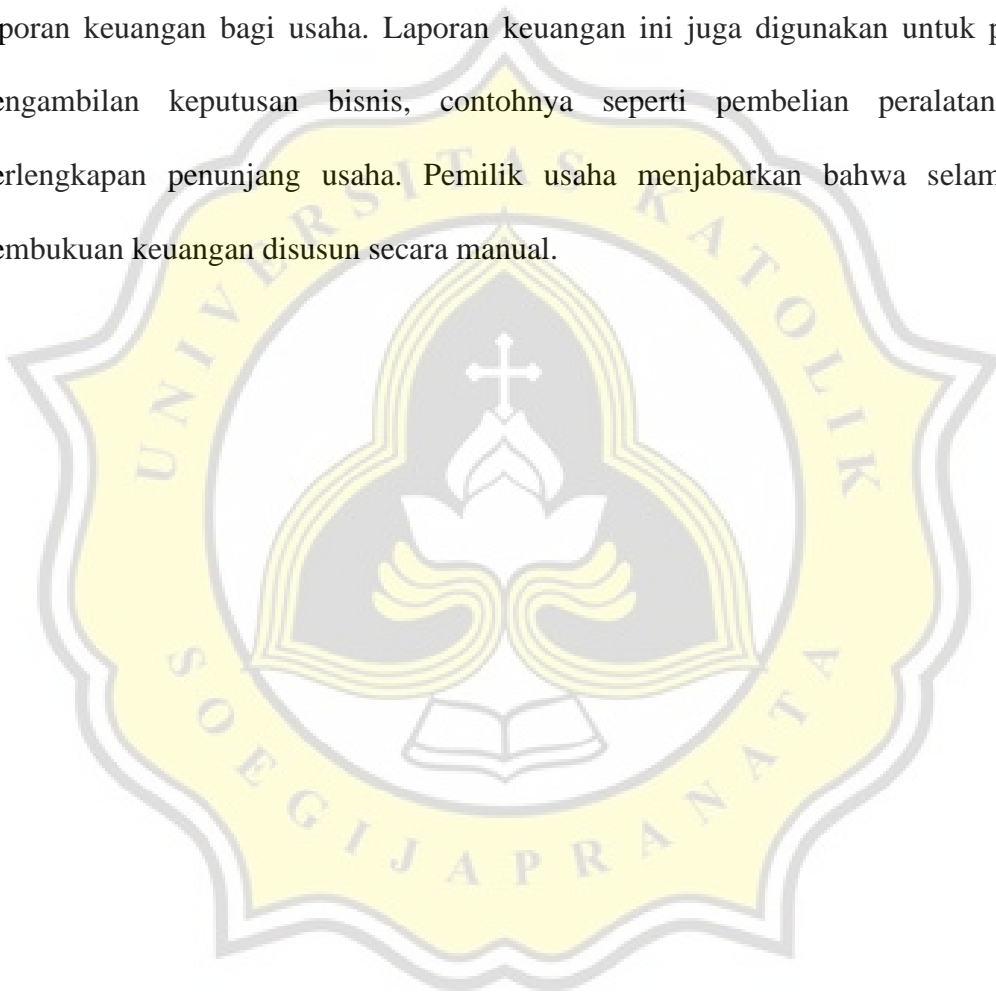 poran keuangan bagi usaha. Laporan keuangan ini juga digunakan untuk p
engambilan keputusan bisnis, contohnya seperti pembelian peralatan
erlengkapan penunjang usaha. Pemilik usaha menjabarkan bahwa selam
embukuan keuangan disusun secara manual.
UNIVERSITAS KATOLIK
SOEGIJAPRANATA